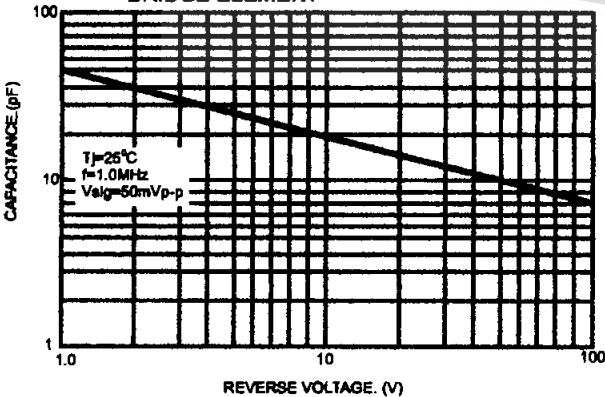 100
CAPACITANCE.(pF)
Tj=25°C
f=1.0MHz
Vsig=50mVp-p
10
1
1.0
10
100
REVERSE VOLTAGE. (V)